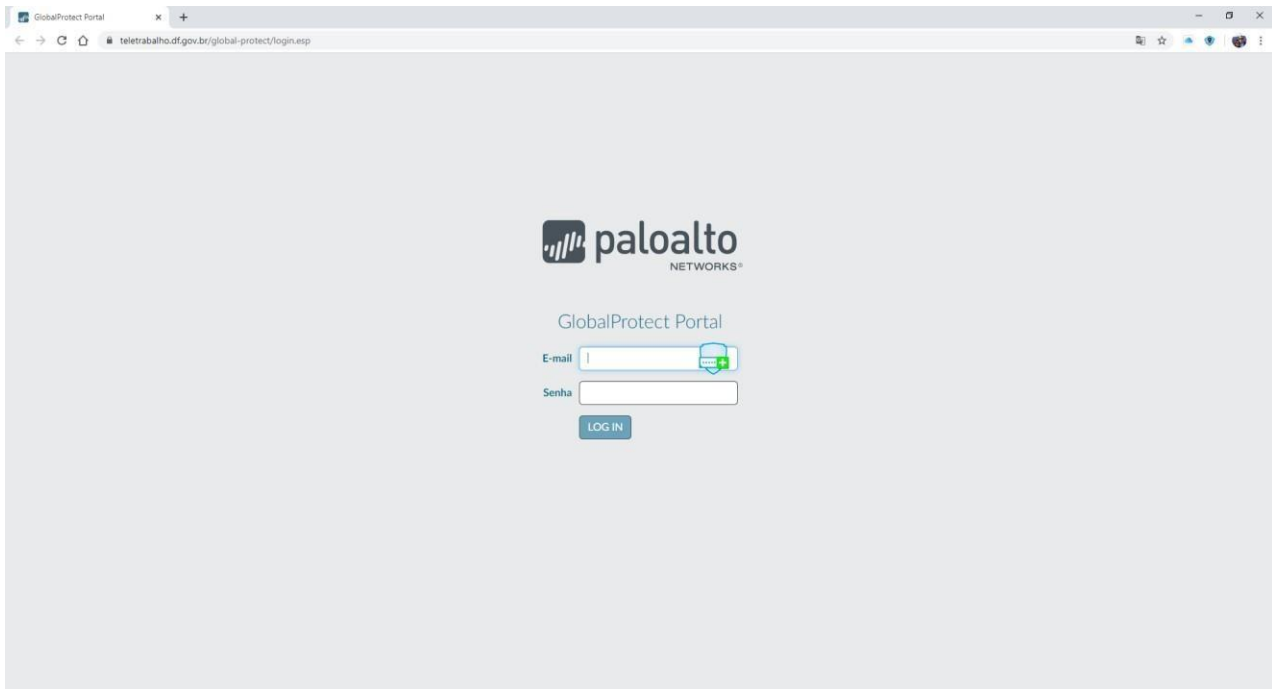 GlobalProtect Portal
teletrabalho.df.gov.br/global-protect/login.esp
paloalto
NETWORKS®
GlobalProtect Portal
E-mail
Senha
LOG IN